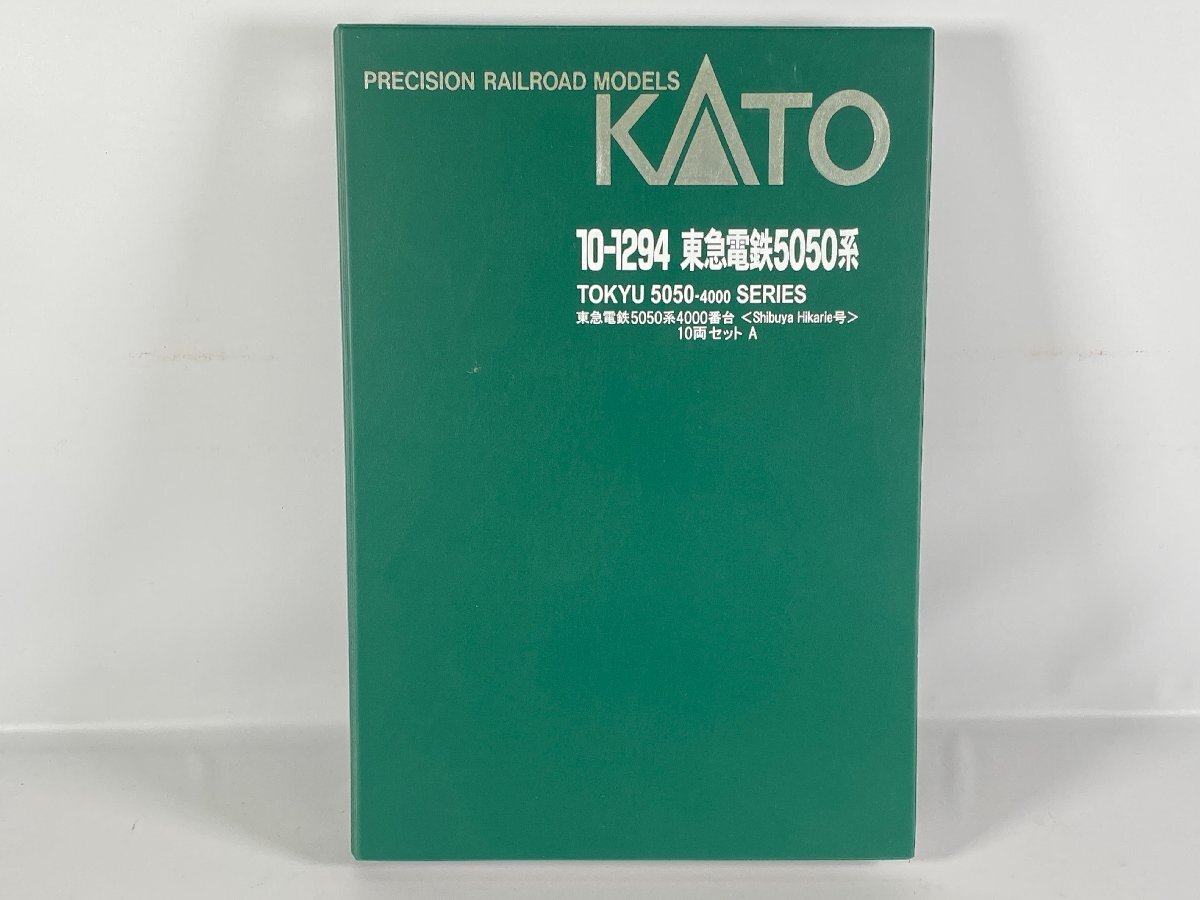 PRECISION RAILROAD MODELS
KATO
10-1294 東急電鉄5050系
TOKYU 5050-4000 SERIES
東急電鉄5050系4000番台 <Shibuya Hikarie号>
10両セット A